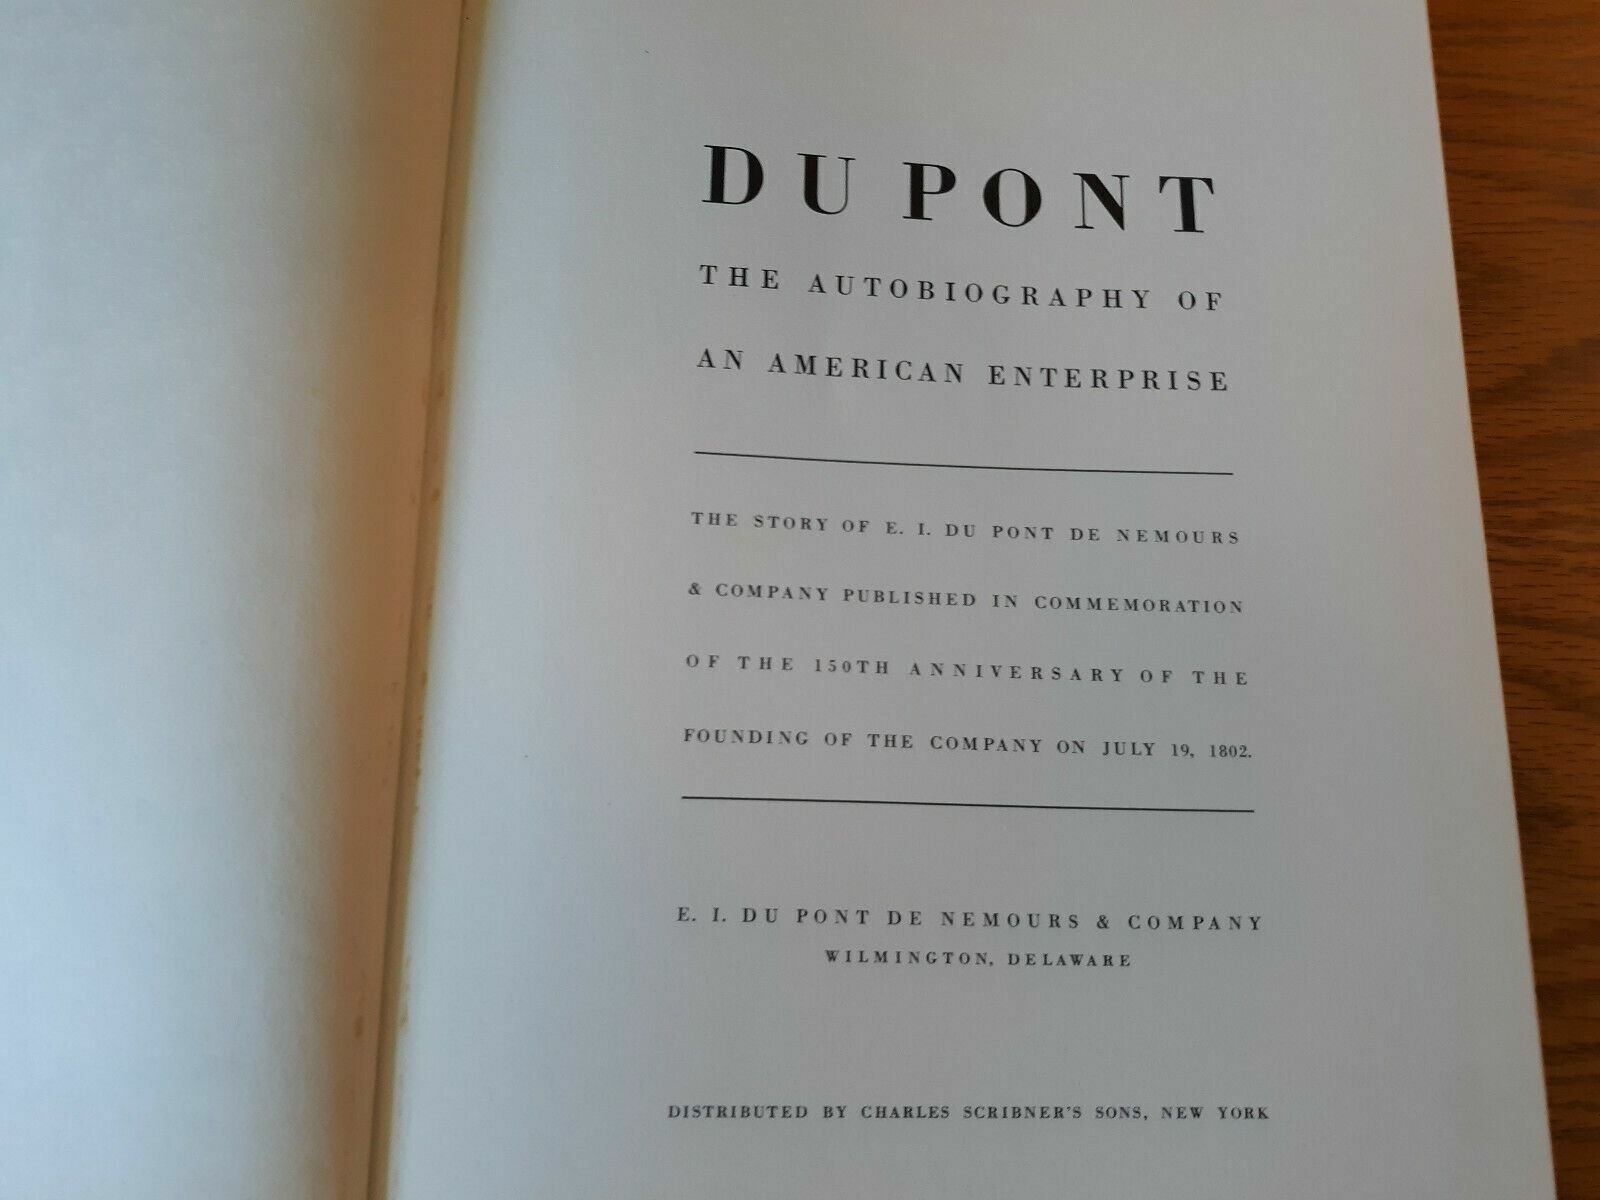 DU PONT
THE AUTOBIOGRAPHY OF
AN AMERICAN ENTERPRISE
THE STORY OF E. I. DU PONT DE NEMOURS
& COMPANY PUBLISHED IN COMMEMORATION
OF THE 150TH ANNIVERSARY OF THE
FOUNDING OF THE COMPANY ON JULY 19, 1802.
E. I. DU PONT DE NEMOURS & COMPANY
WILMINGTON, DELAWARE
DISTRIBUTED BY CHARLES SCRIBNER'S SONS, NEW YORK